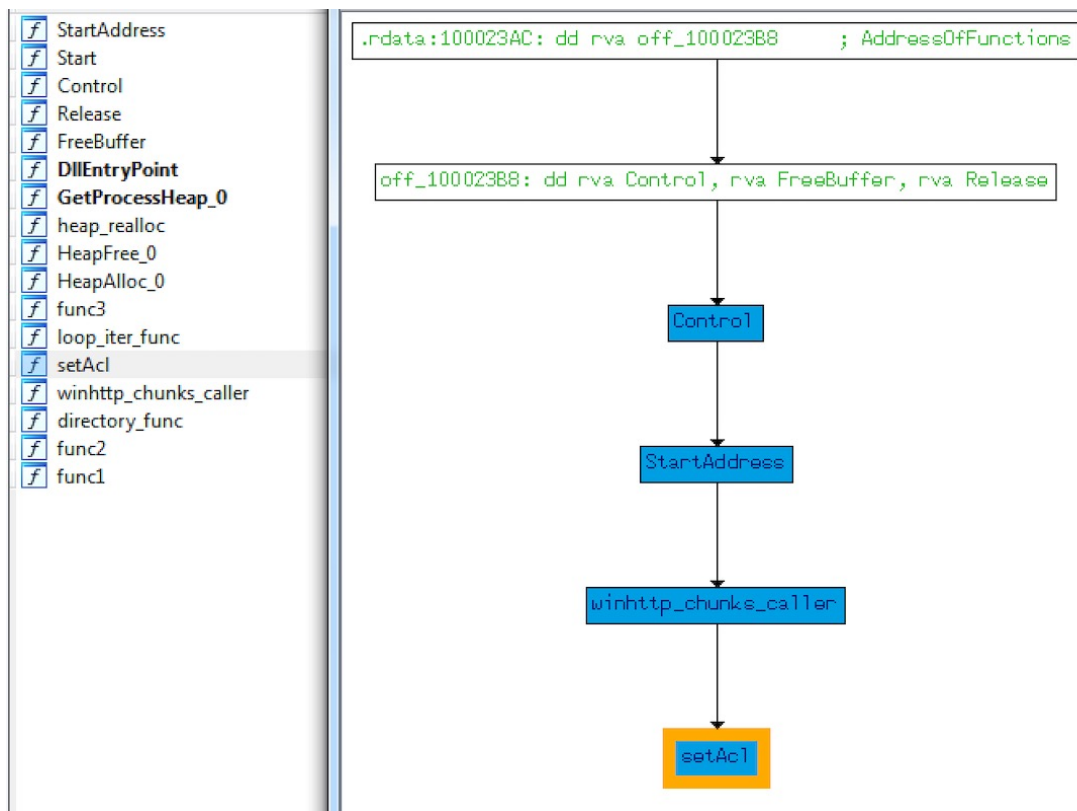 StartAddress
Start
Control
Release
FreeBuffer
DllEntryPoint
GetProcessHeap_0
heap_realloc
HeapFree_0
HeapAlloc_0
func3
loop_iter_func
setAcl
winhttp_chunks_caller
directory_func
func2
func1
.rdata:100023AC: dd rva off_100023B8 ; AddressOfFunctions
off_100023B8: dd rva Control, rva FreeBuffer, rva Release
Control
StartAddress
winhttp_chunks_caller
setAcl